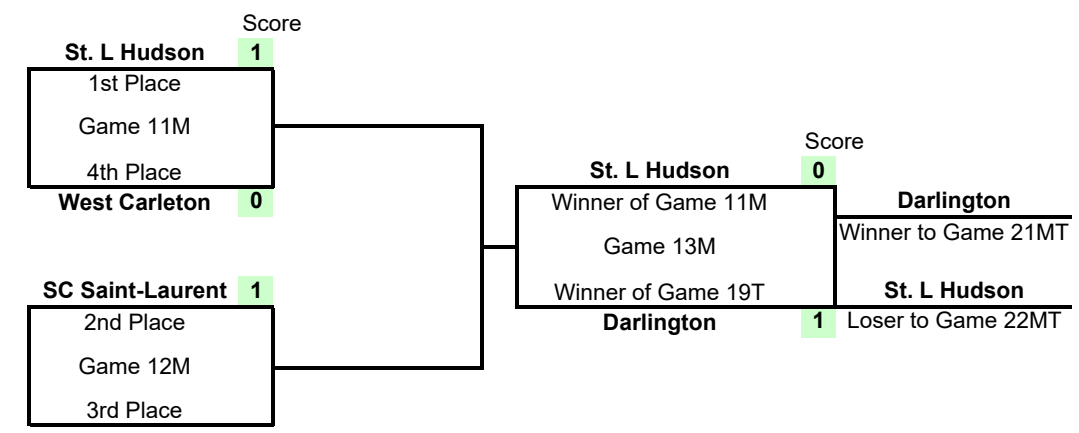 Score
St. L Hudson 1
1st Place
Game 11M
4th Place
West Carleton 0
SC Saint-Laurent 1
2nd Place
Game 12M
3rd Place
Score
St. L Hudson 0
Winner of Game 11M
Game 13M
Winner of Game 19T
Darlington 1
Darlington
Winner to Game 21MT
St. L Hudson
Loser to Game 22MT